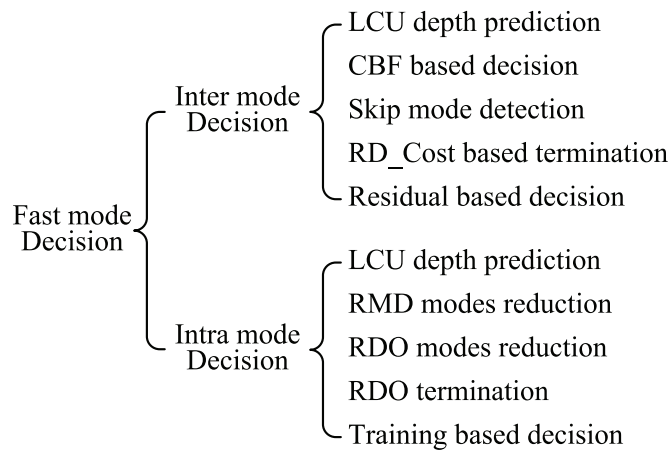 Fast mode
Decision
Inter mode
Decision
LCU depth prediction
CBF based decision
Skip mode detection
RD_Cost based termination
Residual based decision
Intra mode
Decision
LCU depth prediction
RMD modes reduction
RDO modes reduction
RDO termination
Training based decision